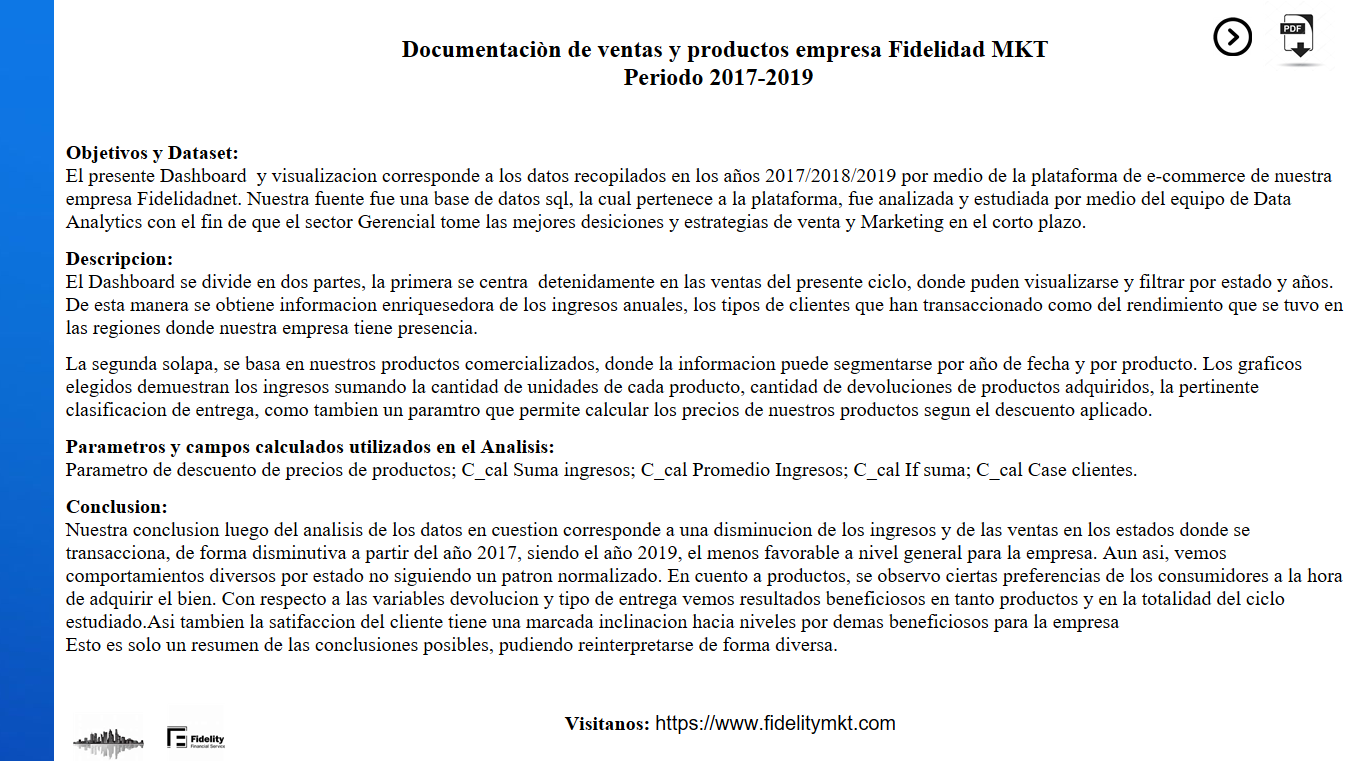 Documentaciòn de ventas y productos empresa Fidelidad MKT
Periodo 2017-2019
PDF
Objetivos y Dataset:
El presente Dashboard  y visualizacion corresponde a los datos recopilados en los años 2017/2018/2019 por medio de la plataforma de e-commerce de nuestra
empresa Fidelidadnet. Nuestra fuente fue una base de datos sql, la cual pertenece a la plataforma, fue analizada y estudiada por medio del equipo de Data
Analytics con el fin de que el sector Gerencial tome las mejores desiciones y estrategias de venta y Marketing en el corto plazo.
Descripcion:
El Dashboard se divide en dos partes, la primera se centra  detenidamente en las ventas del presente ciclo, donde puden visualizarse y filtrar por estado y años.
De esta manera se obtiene informacion enriquesedora de los ingresos anuales, los tipos de clientes que han transaccionado como del rendimiento que se tuvo en
las regiones donde nuestra empresa tiene presencia.
La segunda solapa, se basa en nuestros productos comercializados, donde la informacion puede segmentarse por año de fecha y por producto. Los graficos
elegidos demuestran los ingresos sumando la cantidad de unidades de cada producto, cantidad de devoluciones de productos adquiridos, la pertinente
clasificacion de entrega, como tambien un paramtro que permite calcular los precios de nuestros productos segun el descuento aplicado.
Parametros y campos calculados utilizados en el Analisis:
Parametro de descuento de precios de productos; C_cal Suma ingresos; C_cal Promedio Ingresos; C_cal If suma; C_cal Case clientes.
Conclusion:
Nuestra conclusion luego del analisis de los datos en cuestion corresponde a una disminucion de los ingresos y de las ventas en los estados donde se
transacciona, de forma disminutiva a partir del año 2017, siendo el año 2019, el menos favorable a nivel general para la empresa. Aun asi, vemos
comportamientos diversos por estado no siguiendo un patron normalizado. En cuento a productos, se observo ciertas preferencias de los consumidores a la hora
de adquirir el bien. Con respecto a las variables devolucion y tipo de entrega vemos resultados beneficiosos en tanto productos y en la totalidad del ciclo
estudiado.Asi tambien la satifaccion del cliente tiene una marcada inclinacion hacia niveles por demas beneficiosos para la empresa
Esto es solo un resumen de las conclusiones posibles, pudiendo reinterpretarse de forma diversa.
Visitanos: https://www.fidelitymkt.com
Fidelity
Financial Service